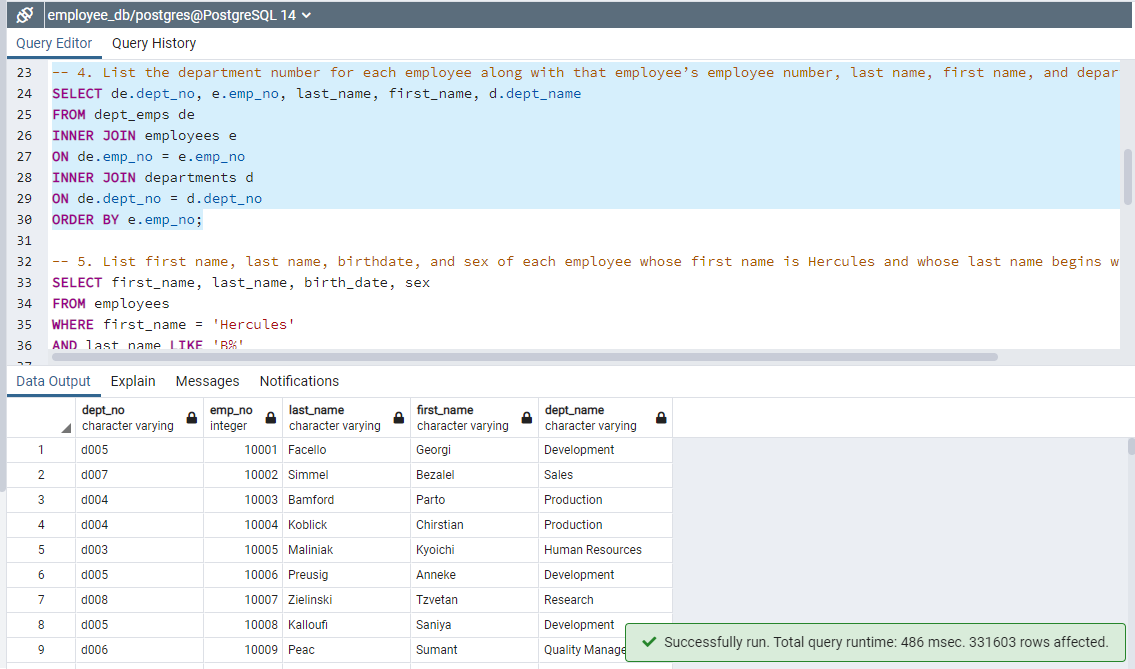 employee_db/postgres@PostgreSQL 14
Query Editor Query History
23 -- 4. List the department number for each employee along with that employee’s employee number, last name, first name, and depar
24 SELECT de.dept_no, e.emp_no, last_name, first_name, d.dept_name
25 FROM dept_emps de
26 INNER JOIN employees e
27 ON de.emp_no = e.emp_no
28 INNER JOIN departments d
29 ON de.dept_no = d.dept_no
30 ORDER BY e.emp_no;
31
32 -- 5. List first name, last name, birthdate, and sex of each employee whose first name is Hercules and whose last name begins w
33 SELECT first_name, last_name, birth_date, sex
34 FROM employees
35 WHERE first_name = 'Hercules'
36 AND last_name LIKE 'B%'
37
Data Output Explain Messages Notifications
dept_no emp_no last_name first_name dept_name
character varying integer character varying character varying character varying
1 d005 10001 Facello Georgi Development
2 d007 10002 Simmel Bezalel Sales
3 d004 10003 Bamford Parto Production
4 d004 10004 Koblick Chirstian Production
5 d003 10005 Maliniak Kyoichi Human Resources
6 d005 10006 Preusig Anneke Development
7 d008 10007 Zielinski Tzvetan Research
8 d005 10008 Kalloufi Saniya Development
9 d006 10009 Peac Sumant Quality Manage
Successfully run. Total query runtime: 486 msec. 331603 rows affected.